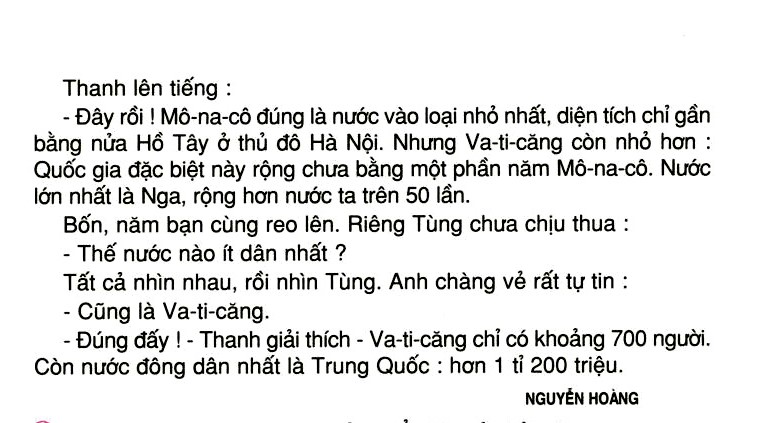 Thanh lên tiếng :
- Đây rồi ! Mô-na-cô đúng là nước vào loại nhỏ nhất, diện tích chỉ gần
bằng nửa Hồ Tây ở thủ đô Hà Nội. Nhưng Va-ti-căng còn nhỏ hơn :
Quốc gia đặc biệt này rộng chưa bằng một phần năm Mô-na-cô. Nước
lớn nhất là Nga, rộng hơn nước ta trên 50 lần.
Bốn, năm bạn cùng reo lên. Riêng Tùng chưa chịu thua :
- Thế nước nào ít dân nhất ?
Tất cả nhìn nhau, rồi nhìn Tùng. Anh chàng vẻ rất tự tin :
- Cũng là Va-ti-căng.
- Đúng đấy ! - Thanh giải thích - Va-ti-căng chỉ có khoảng 700 người.
Còn nước đông dân nhất là Trung Quốc : hơn 1 tỉ 200 triệu.
NGUYỄN HOÀNG